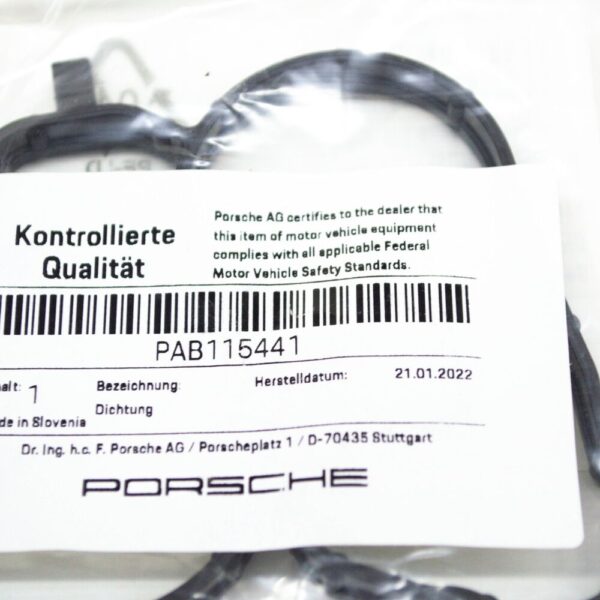 Kontrollierte
Qualität
Porsche AG certifies to the dealer that
this item of motor vehicle equipment
complies with all applicable Federal
Motor Vehicle Safety Standards.
PAB115441
halt: 1
Bezeichnung:
Dichtung
Herstelldatum: 21.01.2022
de in Slovenia
Dr. Ing. h.c. F. Porsche AG / Porscheplatz 1 / D-70435 Stuttgart
PORSCHE